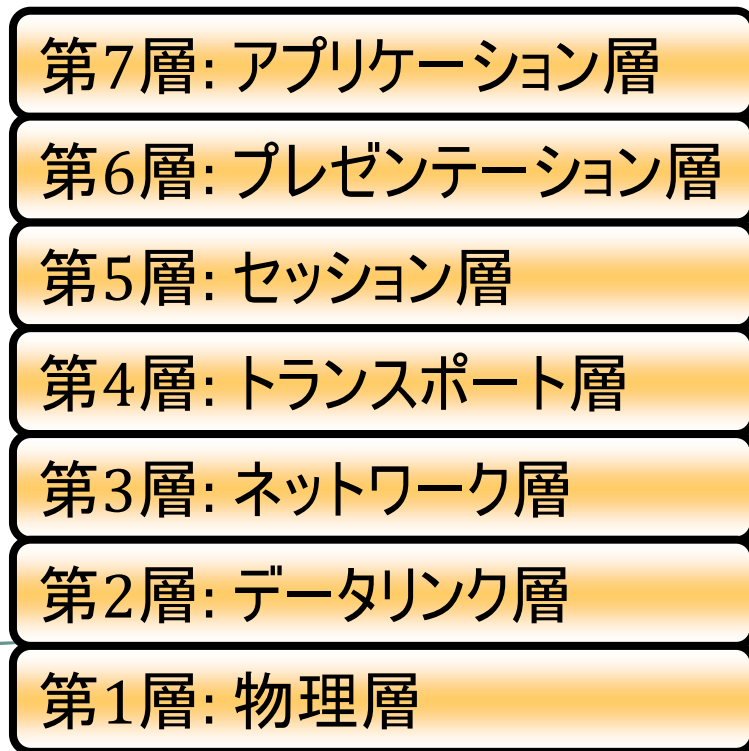 第7層: アプリケーション層
第6層: プレゼンテーション層
第5層: セッション層
第4層: トランスポート層
第3層: ネットワーク層
第2層: データリンク層
第1層: 物理層